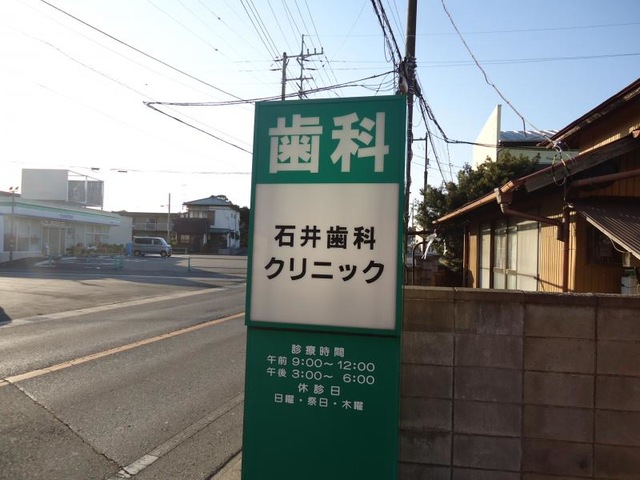 歯科
石井歯科
クリニック
診療時間
午前 9:00～12:00
午後 3:00～ 6:00
休診日
日曜・祭日・木曜